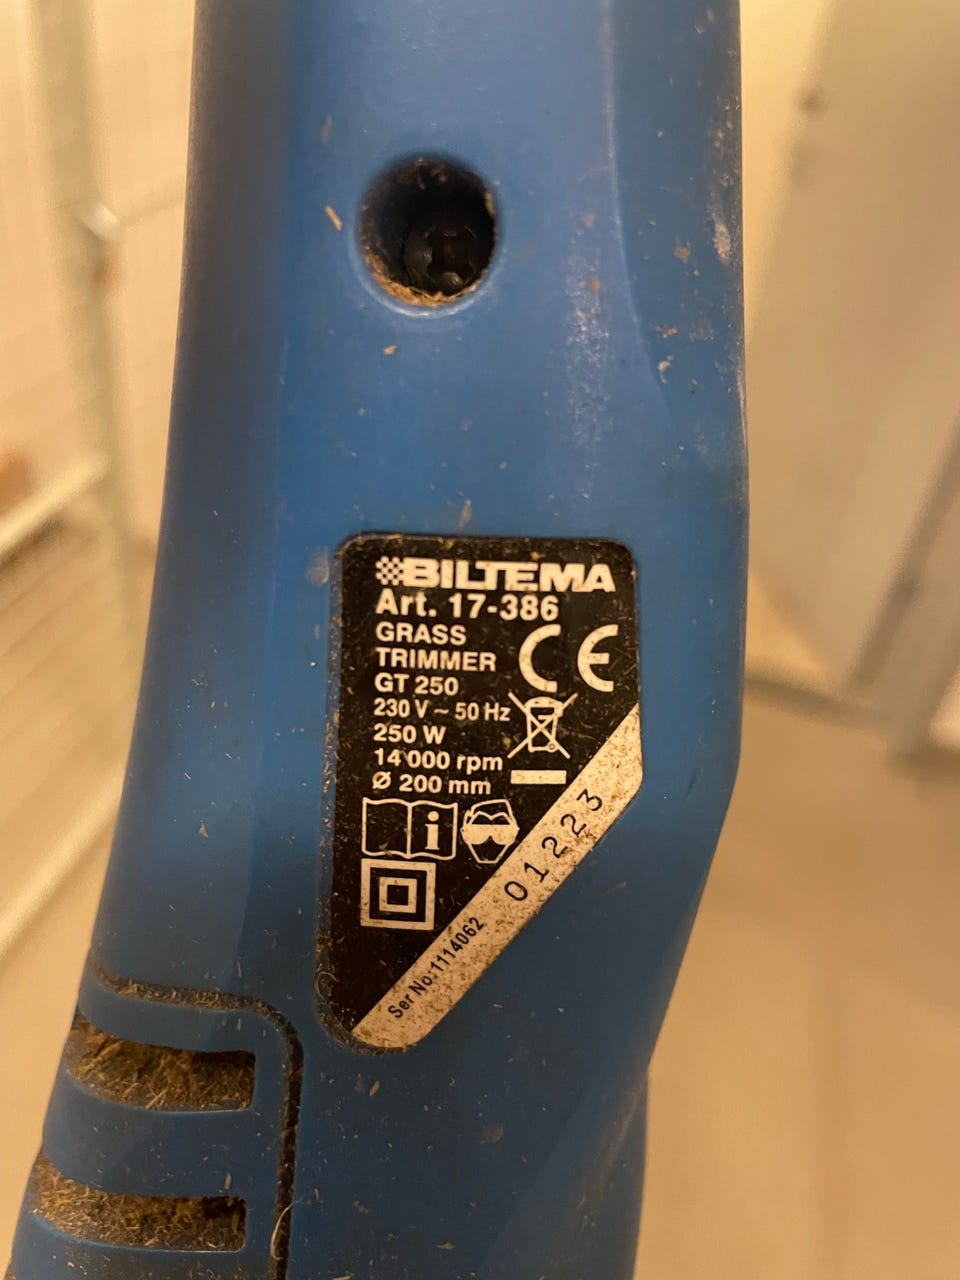 BILTEMA
Art. 17-386
GRASS
TRIMMER
GT 250
CE
230 V ~ 50 Hz
250 W
14 000 rpm
Ø 200 mm
i
Ser No:1114062 01223